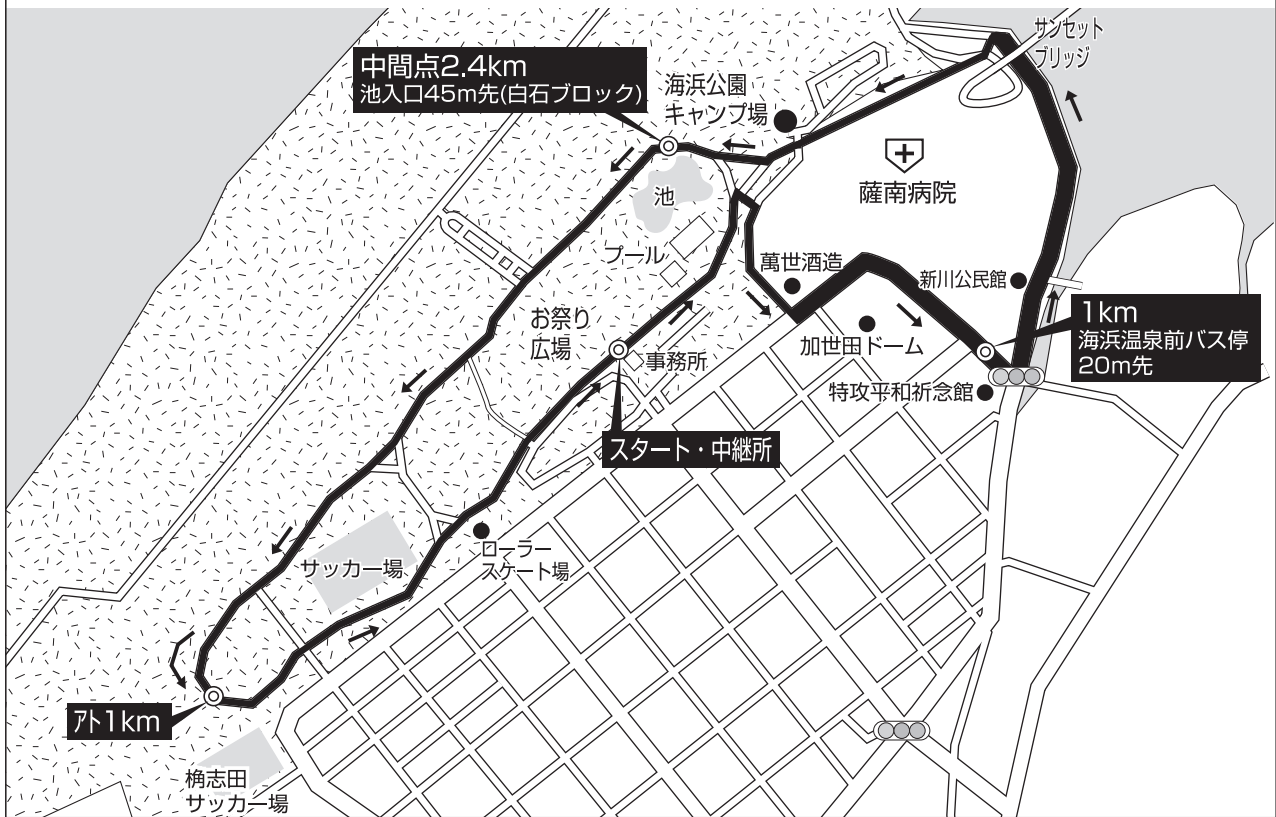 サンセット
ブリッジ
中間点2.4km
池入口45m先(白石ブロック)
海浜公園
キャンプ場
薩南病院
池
プール
萬世酒造
新川公民館
1km
海浜温泉前バス停
20m先
お祭り
広場
加世田ドーム
事務所
特攻平和祈念館
スタート・中継所
ローラー
スケート場
サッカー場
アト1km
桷志田
サッカー場